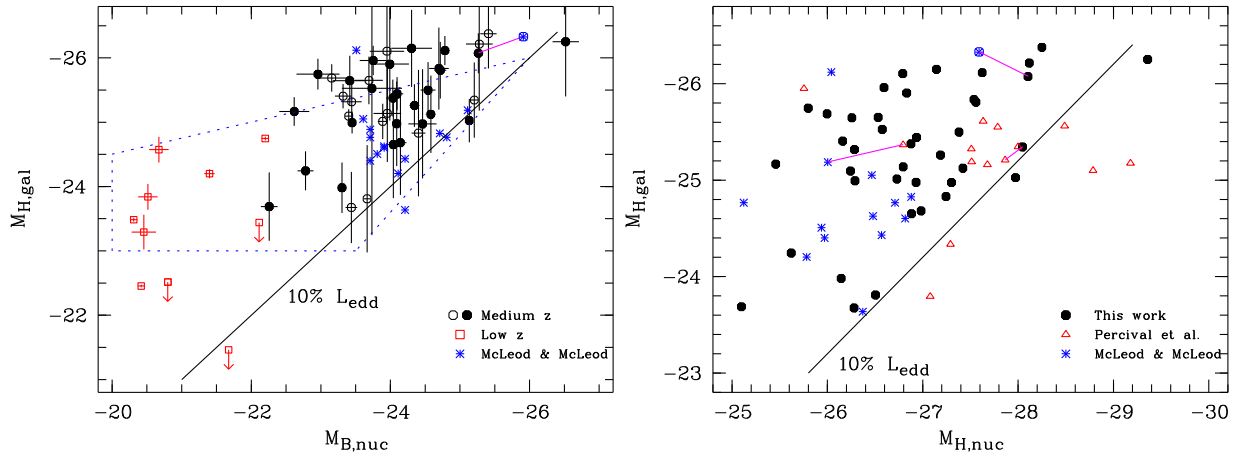 −26
−24
−22
M_H,gal
−20
−22
−24
−26
M_B,nuc
10% L_edd
Medium z
Low z
McLeod & McLeod
−26
−25
−24
−23
M_H,gal
−25
−26
−27
−28
−29
−30
M_H,nuc
10% L_edd
This work
Percival et al.
McLeod & McLeod